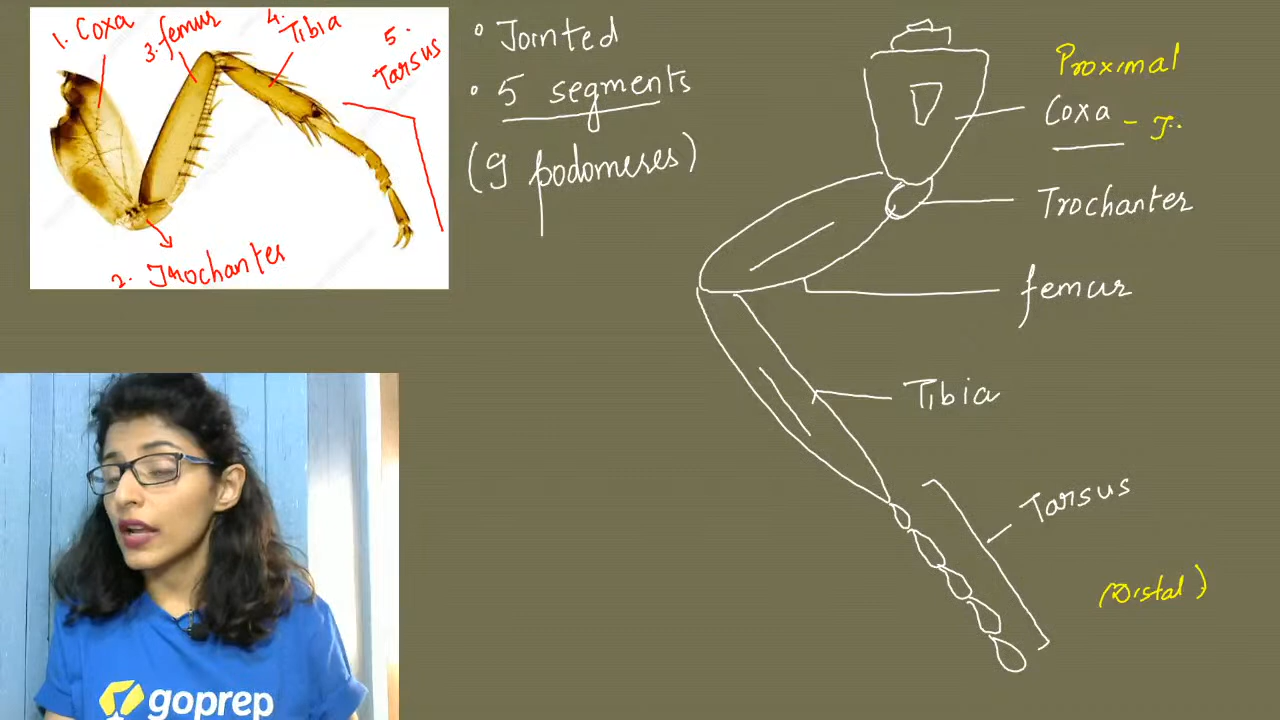 1. Coxa
3. femur
4. Tibia
5. Tarsus
2. Trochanter
• Jointed
• 5 segments
(9 podomeres)
Proximal
Coxa -
Trochanter
femur
Tibia
Tarsus
(Distal)
goprep